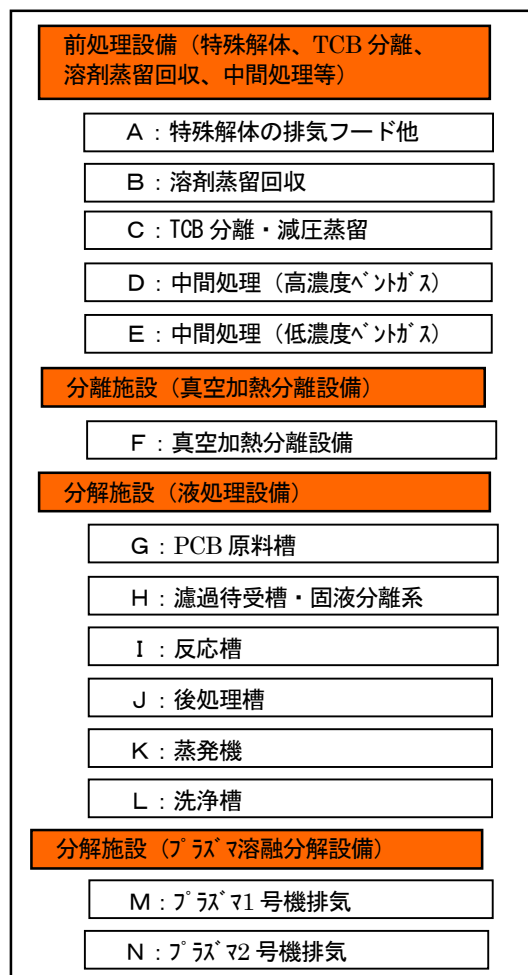 前処理設備（特殊解体、TCB 分離、
溶剤蒸留回収、中間処理等）
Ａ：特殊解体の排気フード他
Ｂ：溶剤蒸留回収
Ｃ：TCB 分離・減圧蒸留
Ｄ：中間処理（高濃度ﾍﾞﾝﾄｶﾞｽ）
Ｅ：中間処理（低濃度ﾍﾞﾝﾄｶﾞｽ）
分離施設（真空加熱分離設備）
Ｆ：真空加熱分離設備
分解施設（液処理設備）
Ｇ：PCB 原料槽
Ｈ：濾過待受槽・固液分離系
Ｉ：反応槽
Ｊ：後処理槽
Ｋ：蒸発機
Ｌ：洗浄槽
分解施設（ﾌﾟﾗｽﾞﾏ溶融分解設備）
Ｍ：ﾌﾟﾗｽﾞﾏ1 号機排気
Ｎ：ﾌﾟﾗｽﾞﾏ2 号機排気